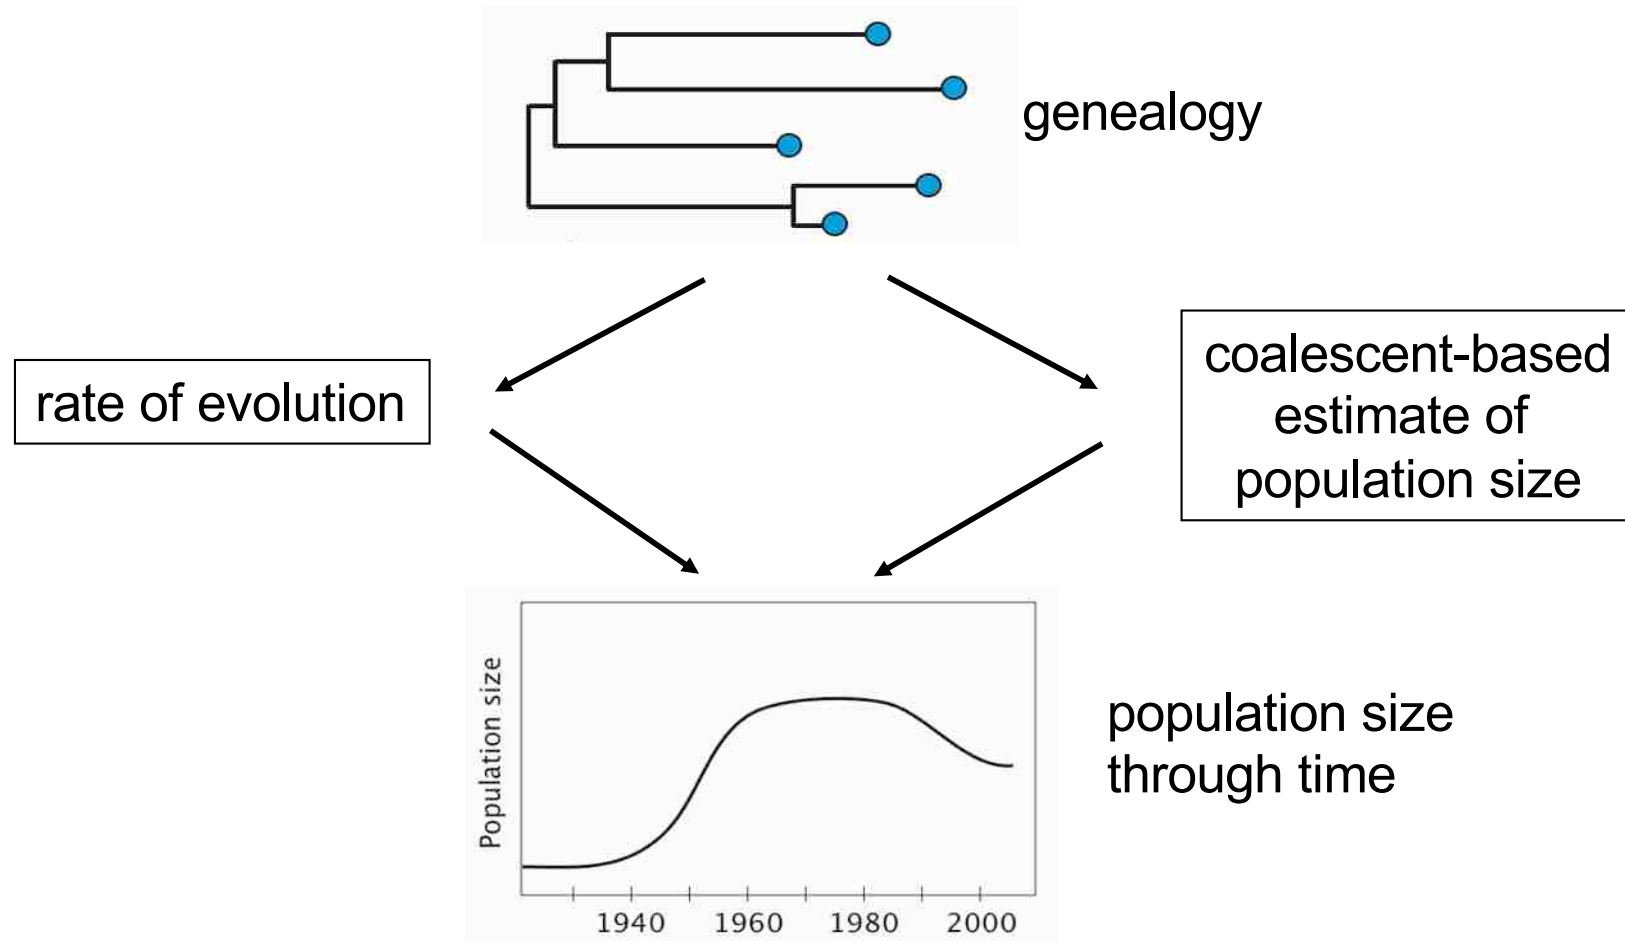 genealogy
rate of evolution
coalescent-based
estimate of
population size
Population size
population size
through time
1940 1960 1980 2000